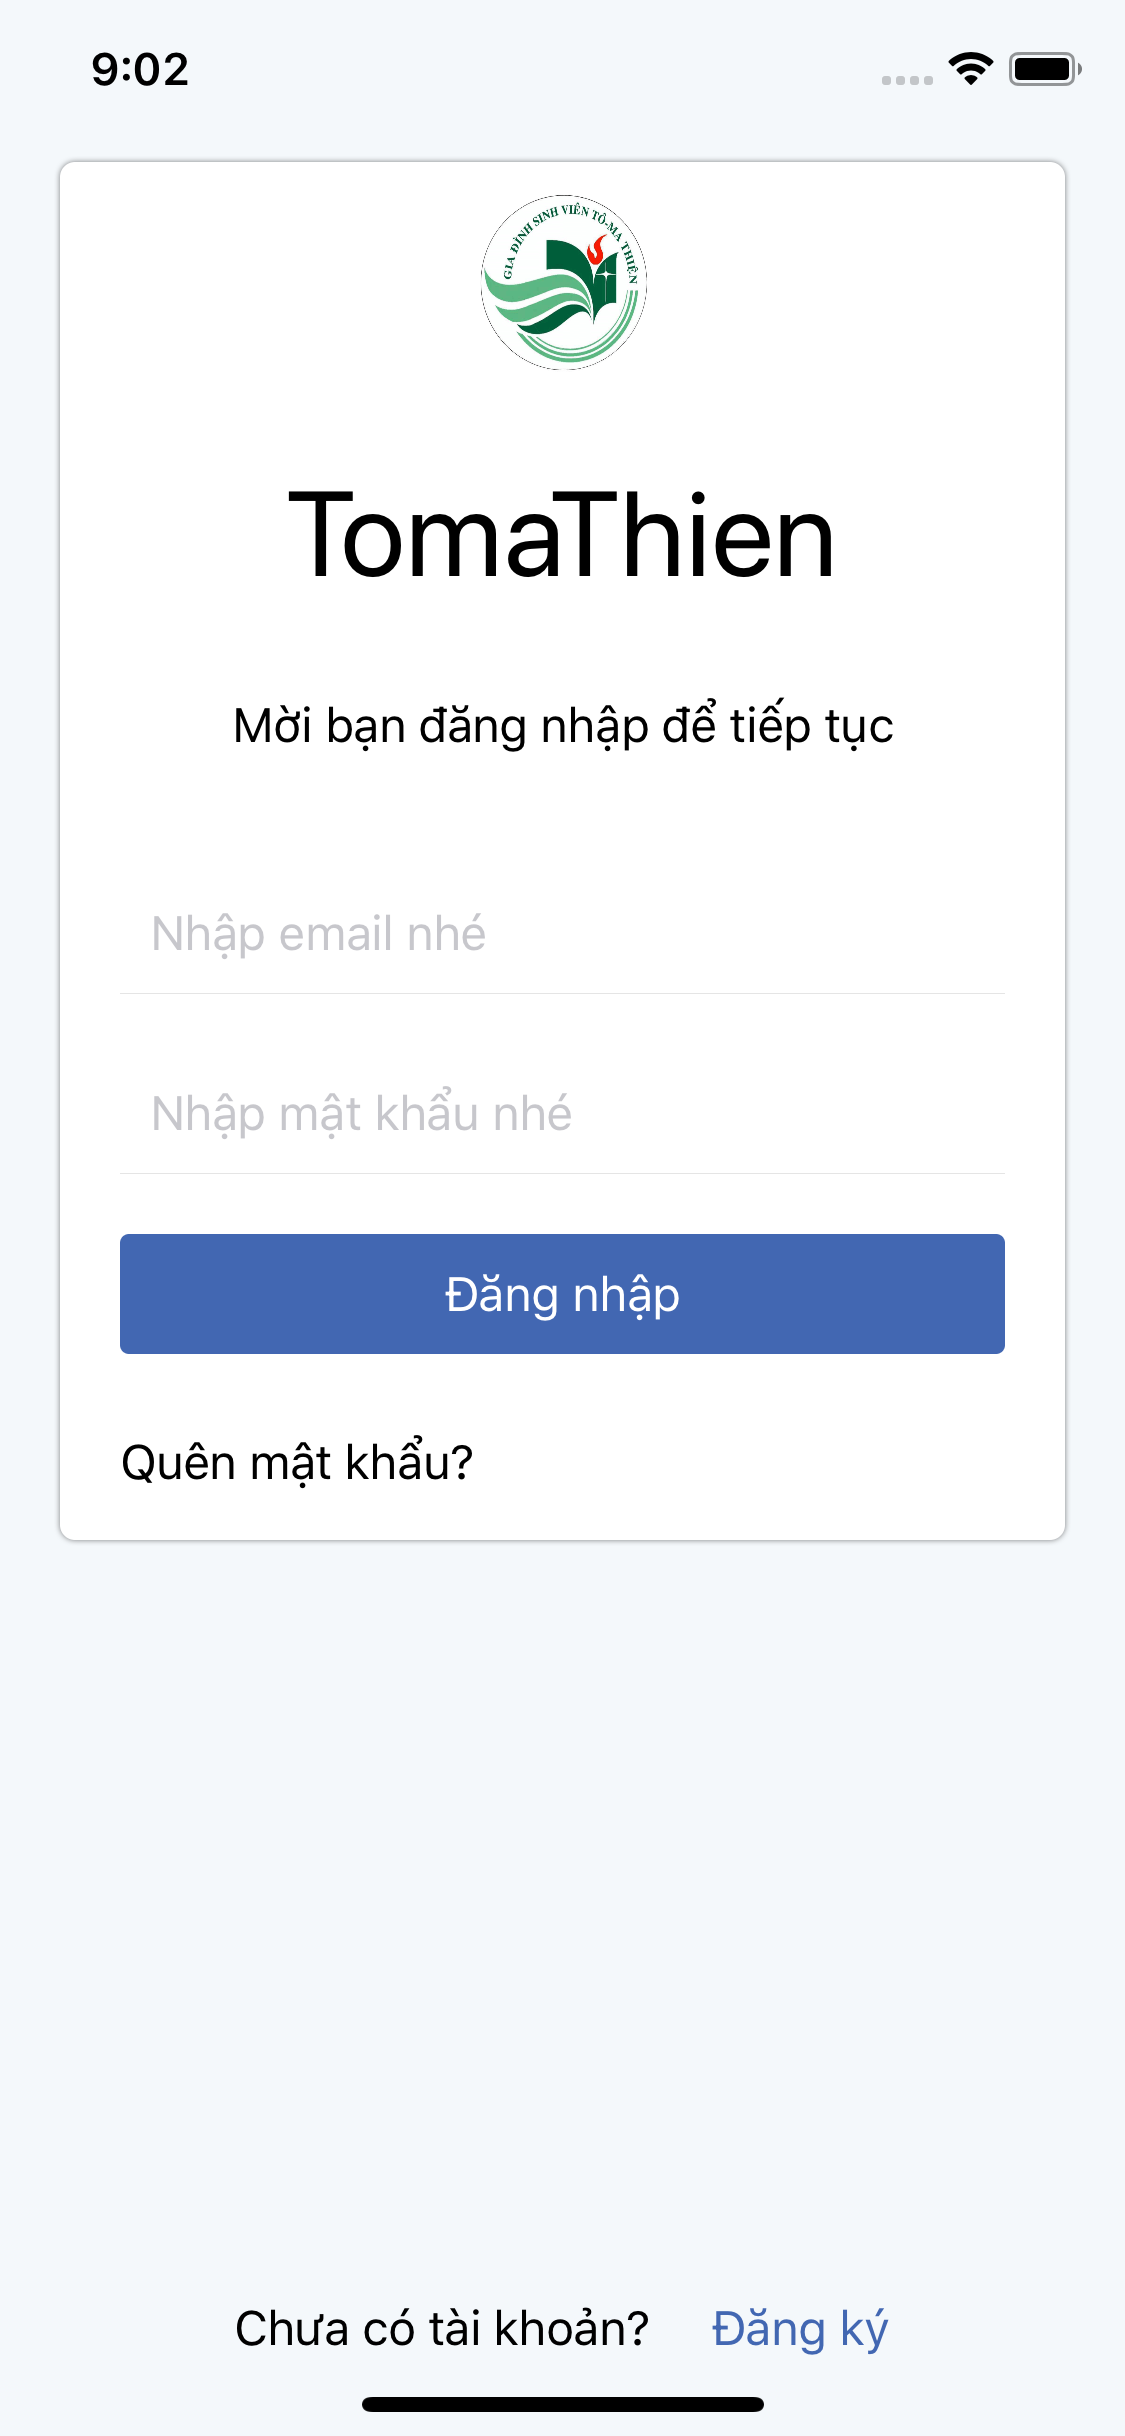 9:02
GIA ĐÌNH SINH VIÊN TÔ-MA THIỆN
TomaThien
Mời bạn đăng nhập để tiếp tục
Nhập email nhé
Nhập mật khẩu nhé
Đăng nhập
Quên mật khẩu?
Chưa có tài khoản? Đăng ký